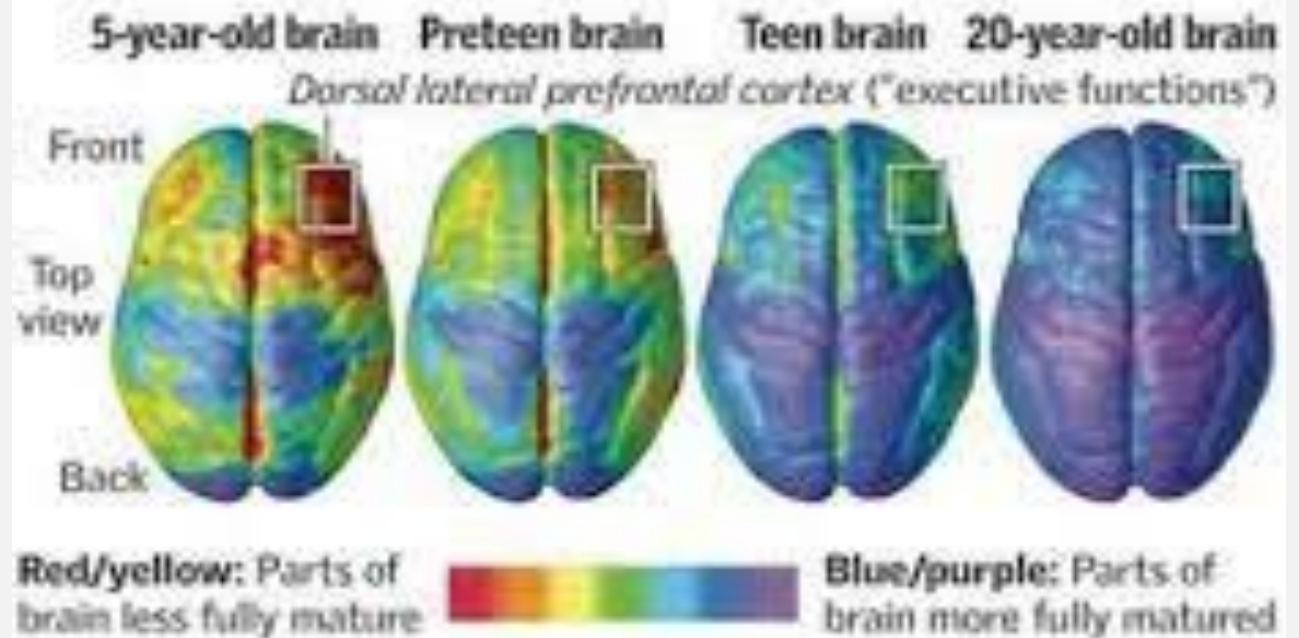 5-year-old brain Preteen brain Teen brain 20-year-old brain
Dorsal lateral prefrontal cortex ("executive functions")
Front
Top
view
Back
Red/yellow: Parts of
brain less fully mature
Blue/purple: Parts of
brain more fully matured